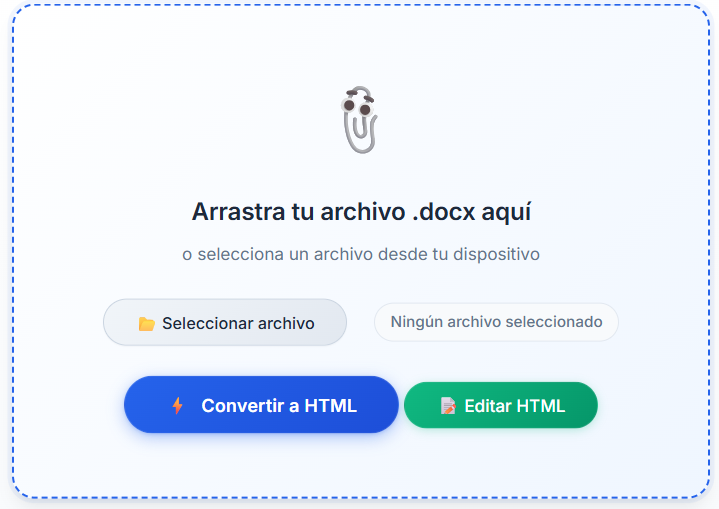 Arrastra tu archivo .docx aquí
o selecciona un archivo desde tu dispositivo
Seleccionar archivo
Ningún archivo seleccionado
Convertir a HTML
Editar HTML